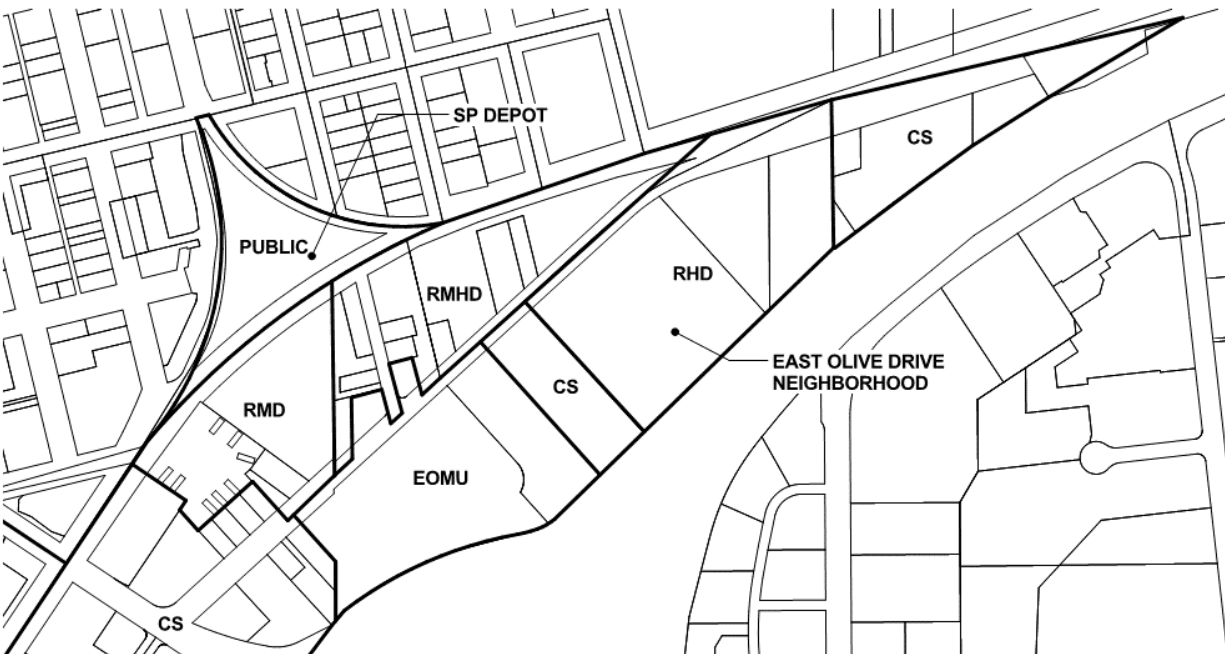 SP DEPOT
CS
PUBLIC
RHD
RMHD
EAST OLIVE DRIVE
NEIGHBORHOOD
CS
RMD
EOMU
CS